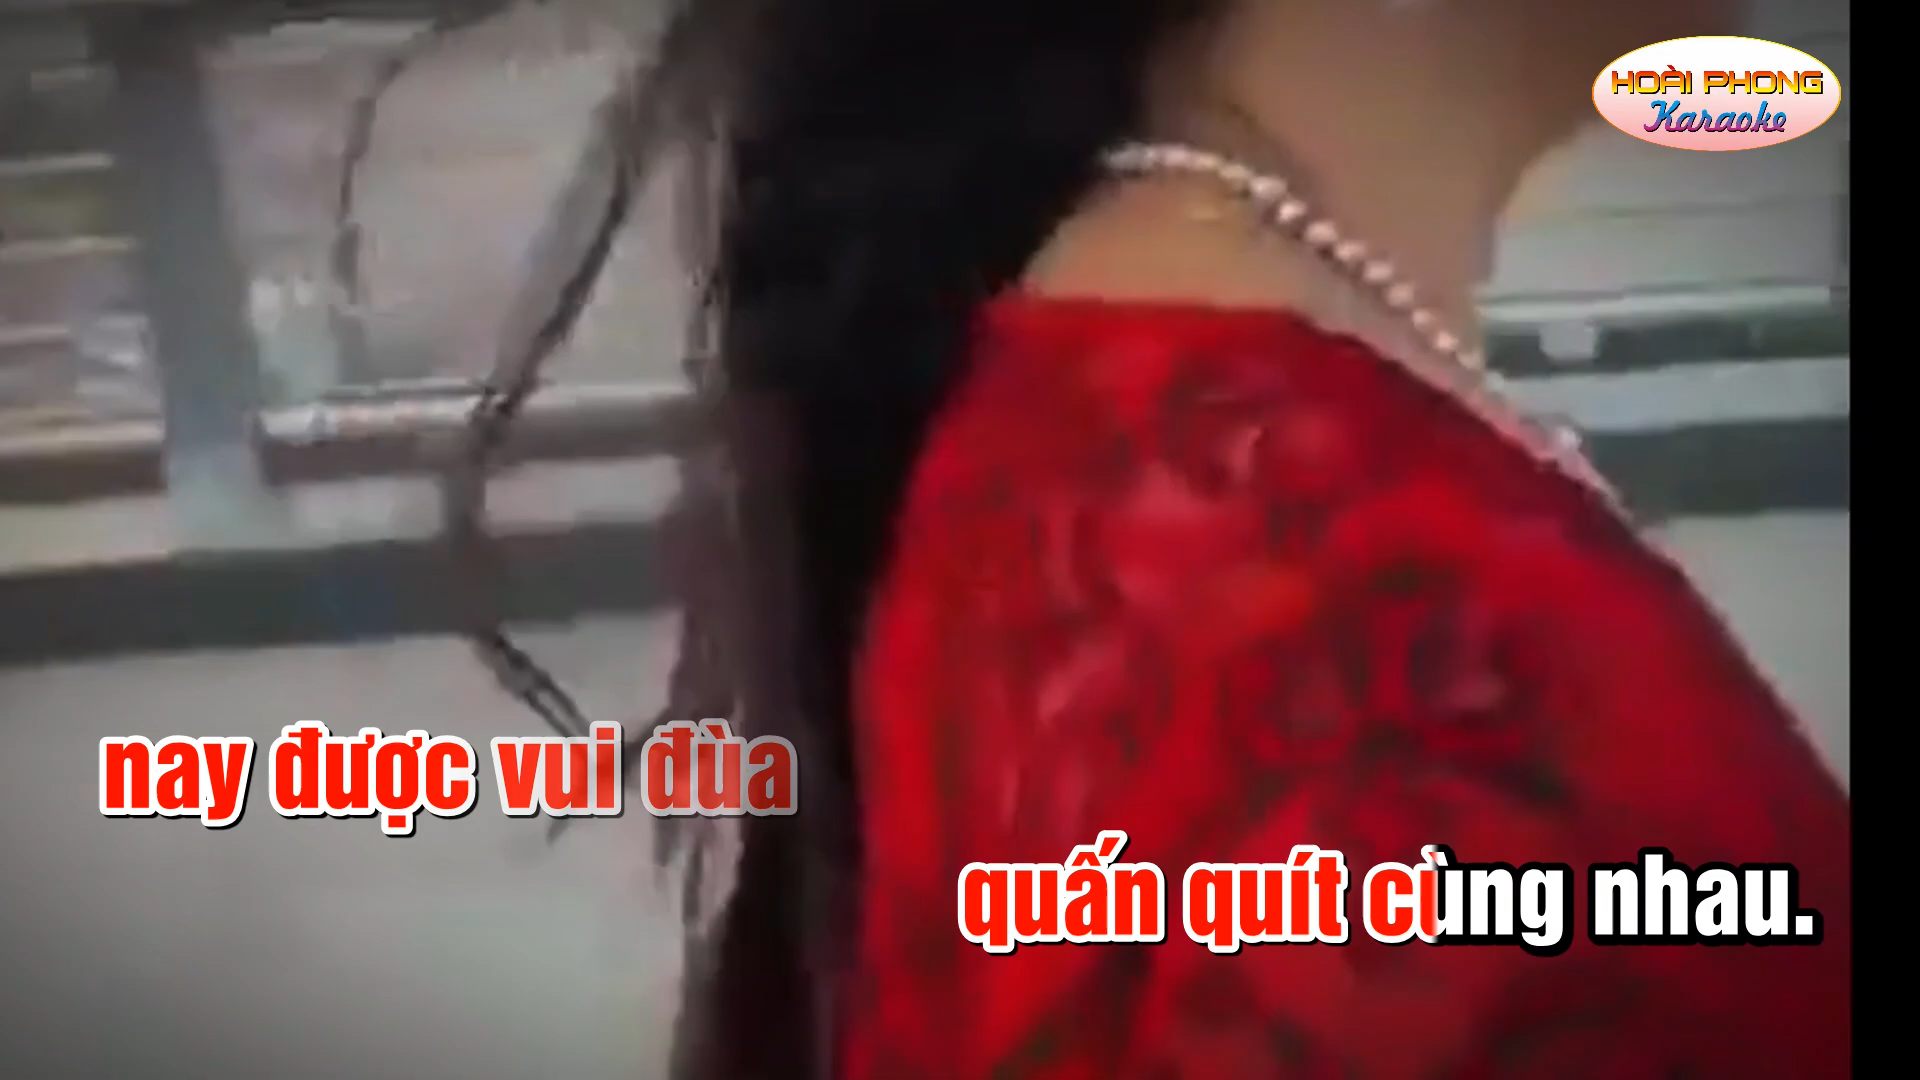 HOÀI PHONG
Karaoke
nay được vui đùa
quấn quít cùng nhau.